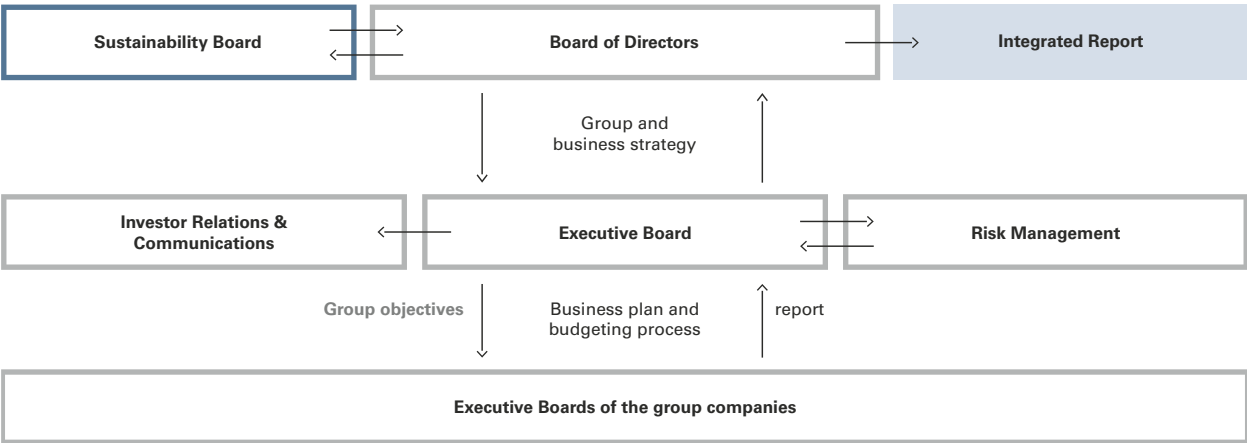 Sustainability Board
Board of Directors
Integrated Report
Group and
business strategy
Investor Relations &
Communications
Executive Board
Risk Management
Group objectives
Business plan and
budgeting process
report
Executive Boards of the group companies